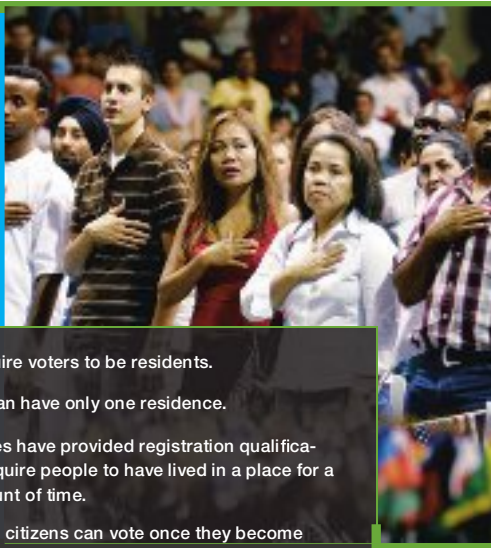 ire voters to be residents.
an have only one residence.
es have provided registration qualifica-
quire people to have lived in a place for a
unt of time.
citizens can vote once they become